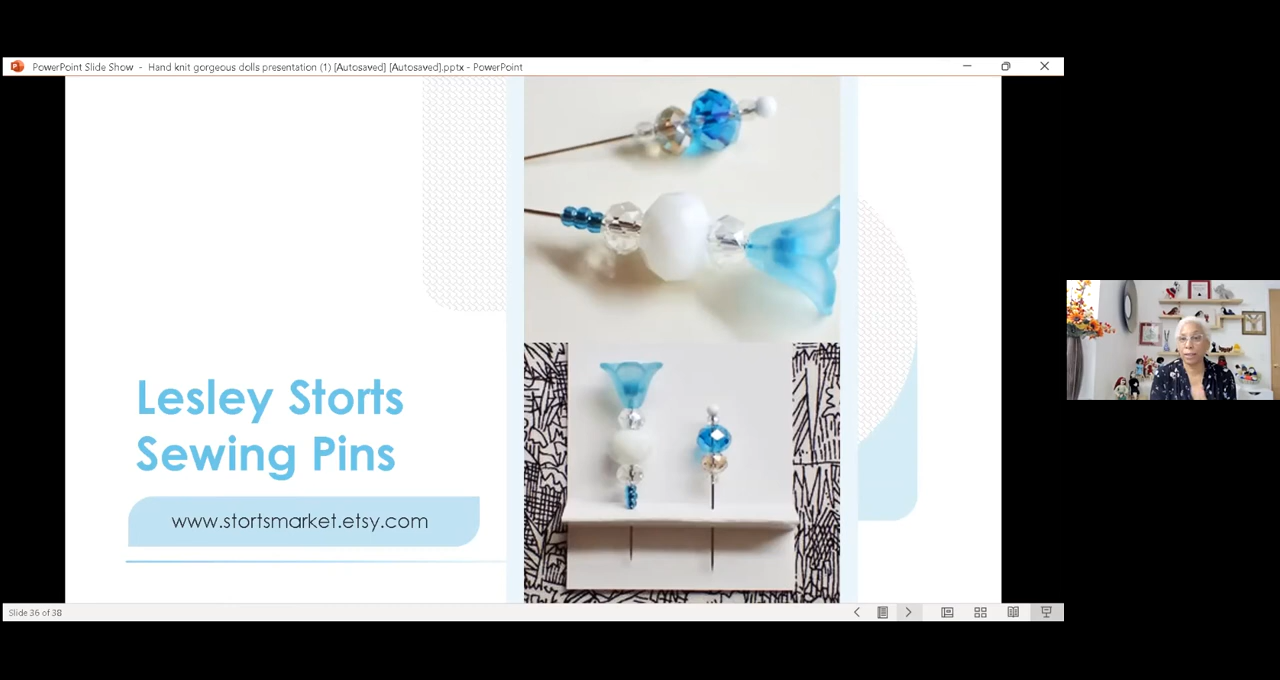 PowerPoint Slide Show - Hand knit gorgeous dolls presentation (1) [Autosaved] [Autosaved].pptx - PowerPoint
Lesley Storts
Sewing Pins
www.stortsmarket.etsy.com
Slide 36 of 38